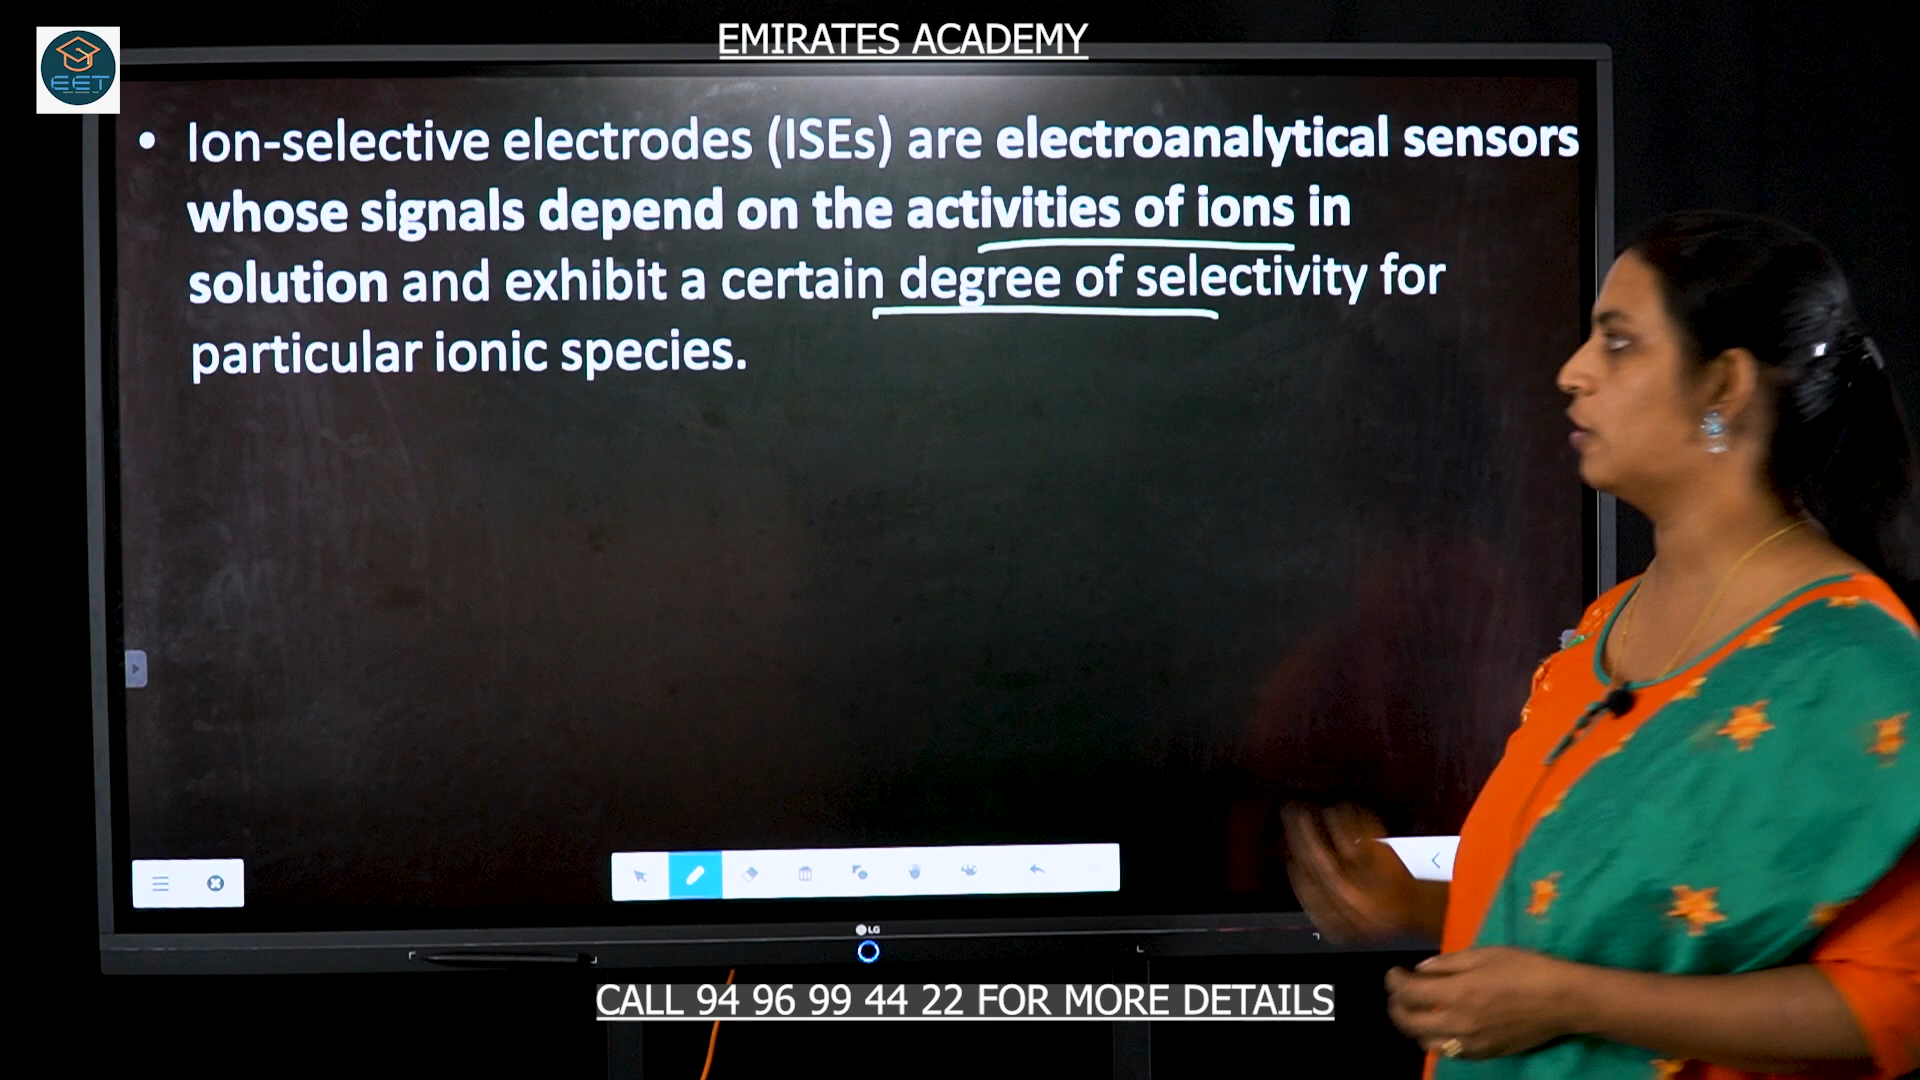 EMIRATES ACADEMY
EET
• Ion-selective electrodes (ISEs) are electroanalytical sensors
whose signals depend on the activities of ions in
solution and exhibit a certain degree of selectivity for
particular ionic species.
LG
CALL 94 96 99 44 22 FOR MORE DETAILS